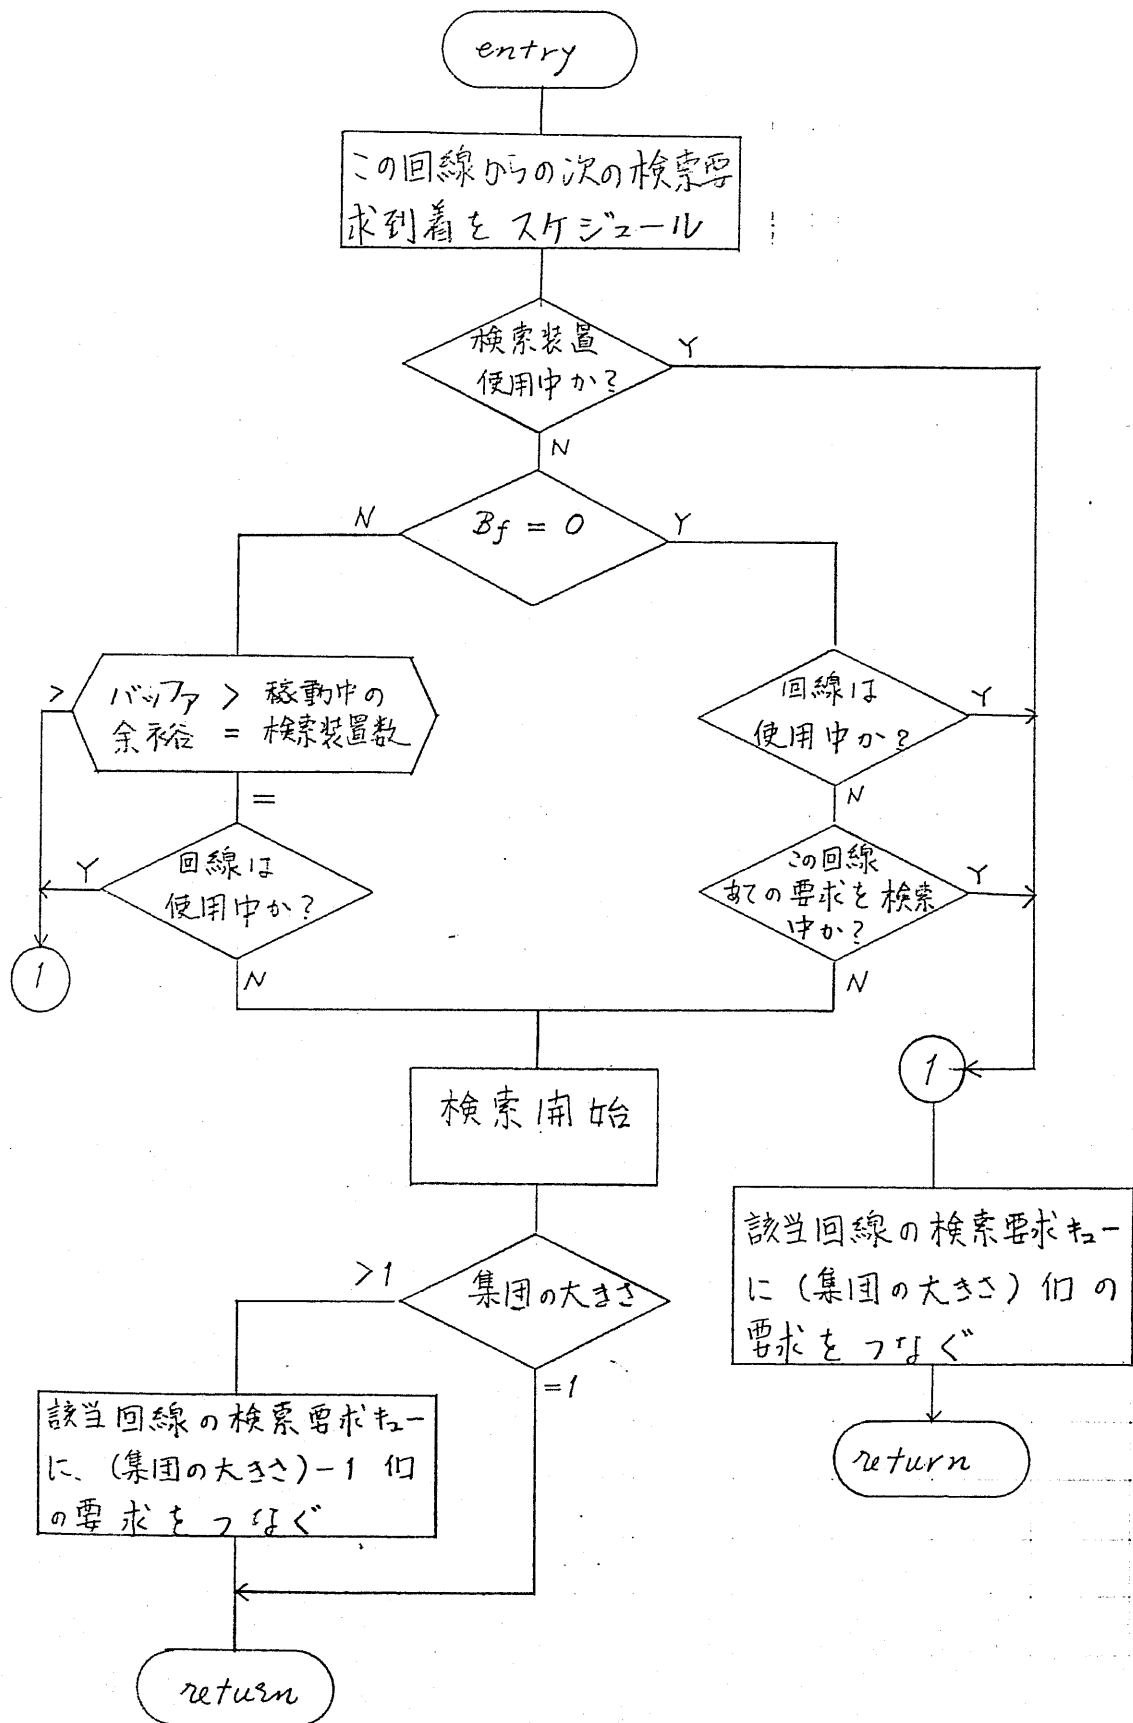 entry
この回線からの次の検索要
求到着をスケジュール
検索装置
使用中か?
Y
N
Bf = 0
N
Y
>
バッファ > 稼動中の
余裕 = 検索装置数
=
回線は
使用中か?
Y
N
1
回線は
使用中か?
Y
N
この回線
あての要求を検索
中か?
Y
N
検索開始
1
集団の大きさ
>1
=1
該当回線の検索要求キュー
に、(集団の大きさ)-1 個
の要求をつなぐ
return
該当回線の検索要求キュー
に (集団の大きさ) 個の
要求をつなぐ
return